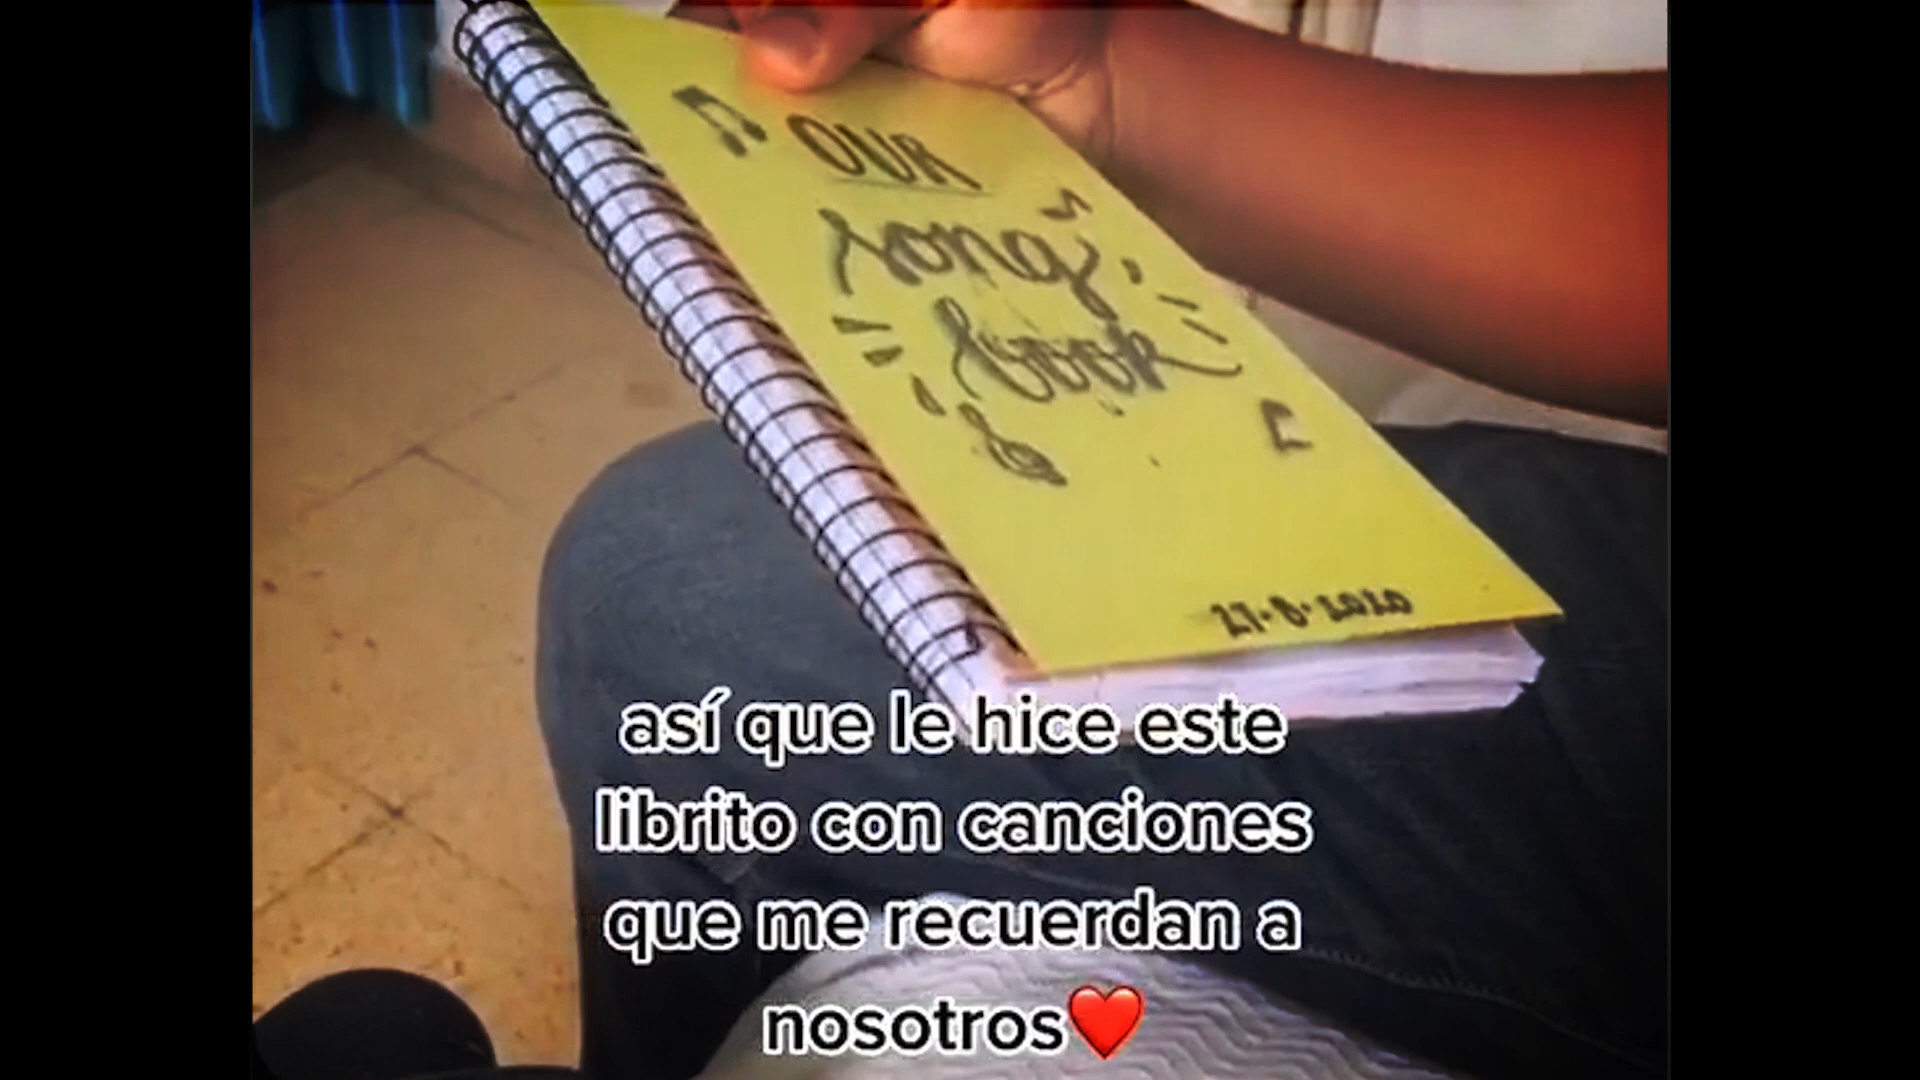 OUR
song
book
27·8·2020
así que le hice este
librito con canciones
que me recuerdan a
nosotros❤️